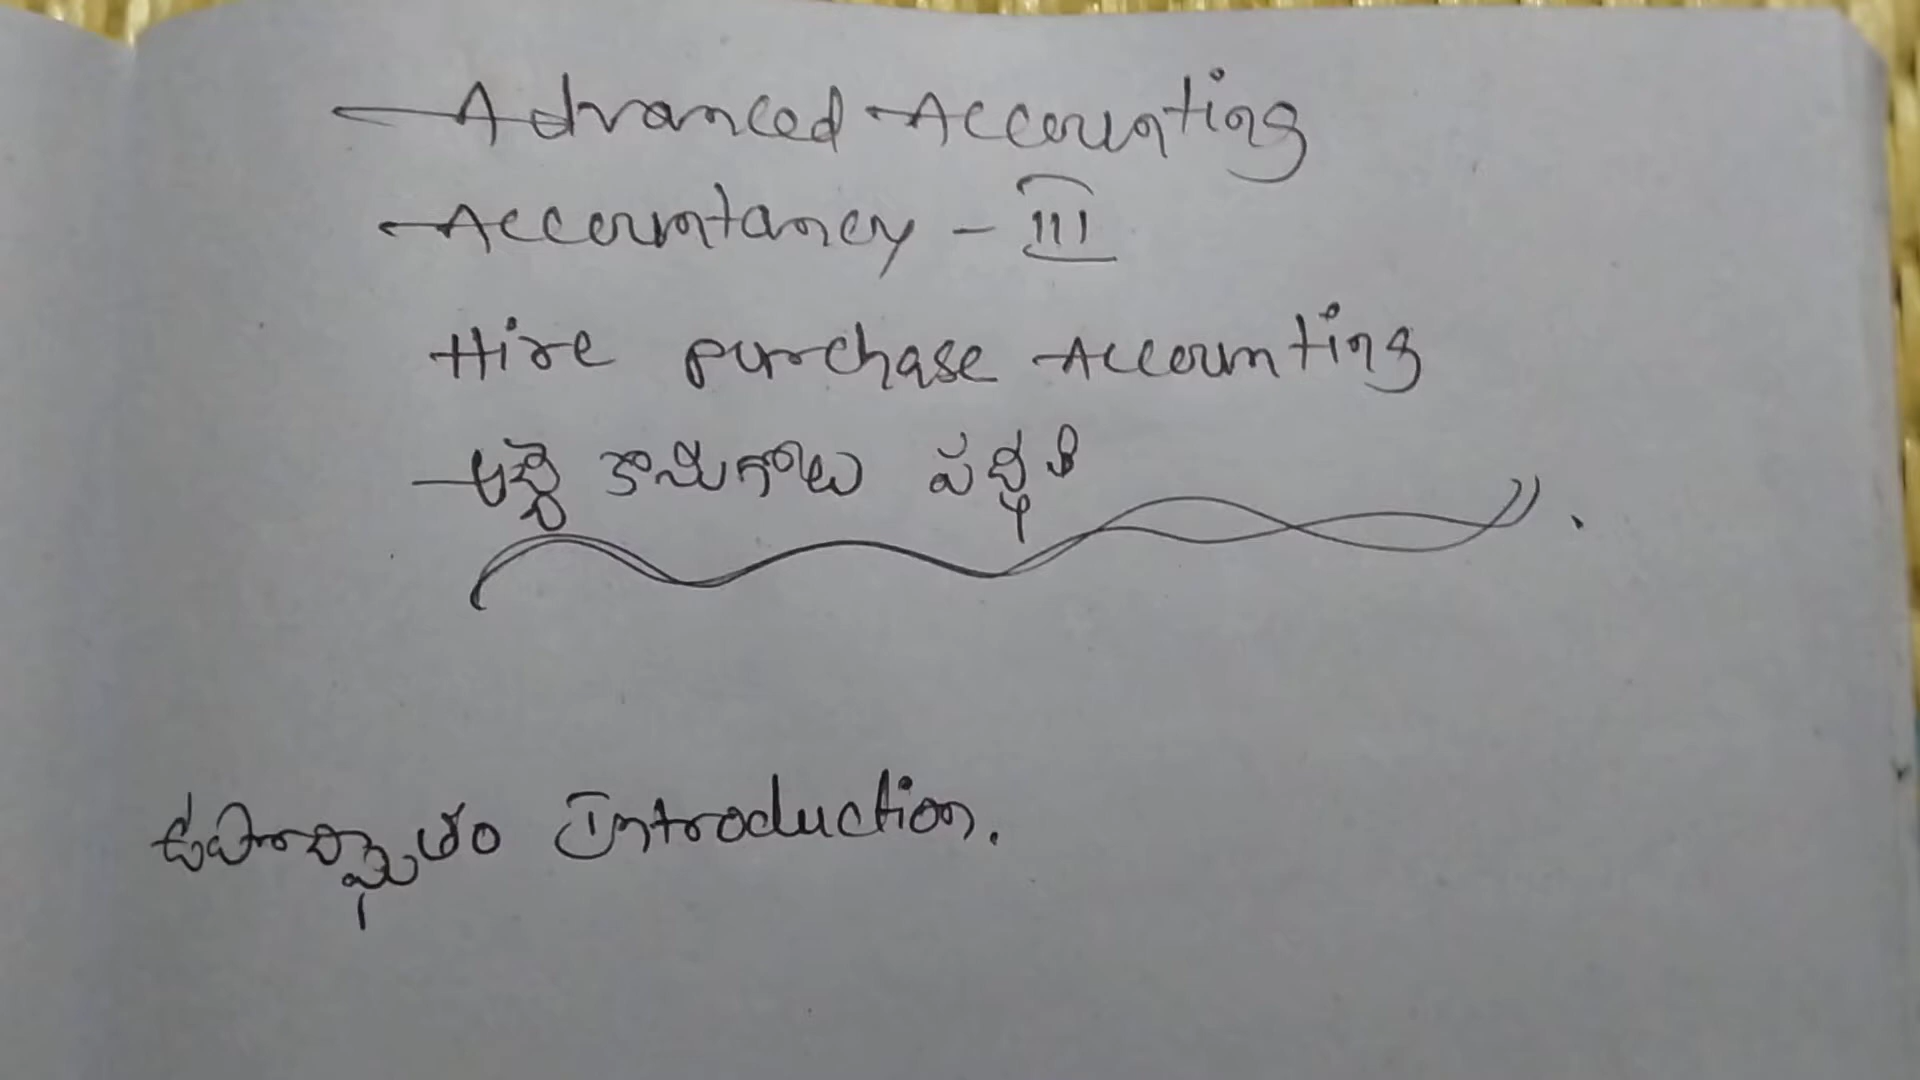 Advanced Accounting
Accountancy - III
Hire purchase Accounting
అద్దె కొనుగోలు పద్ధతి
ఉపోద్ఘాతం Introduction.